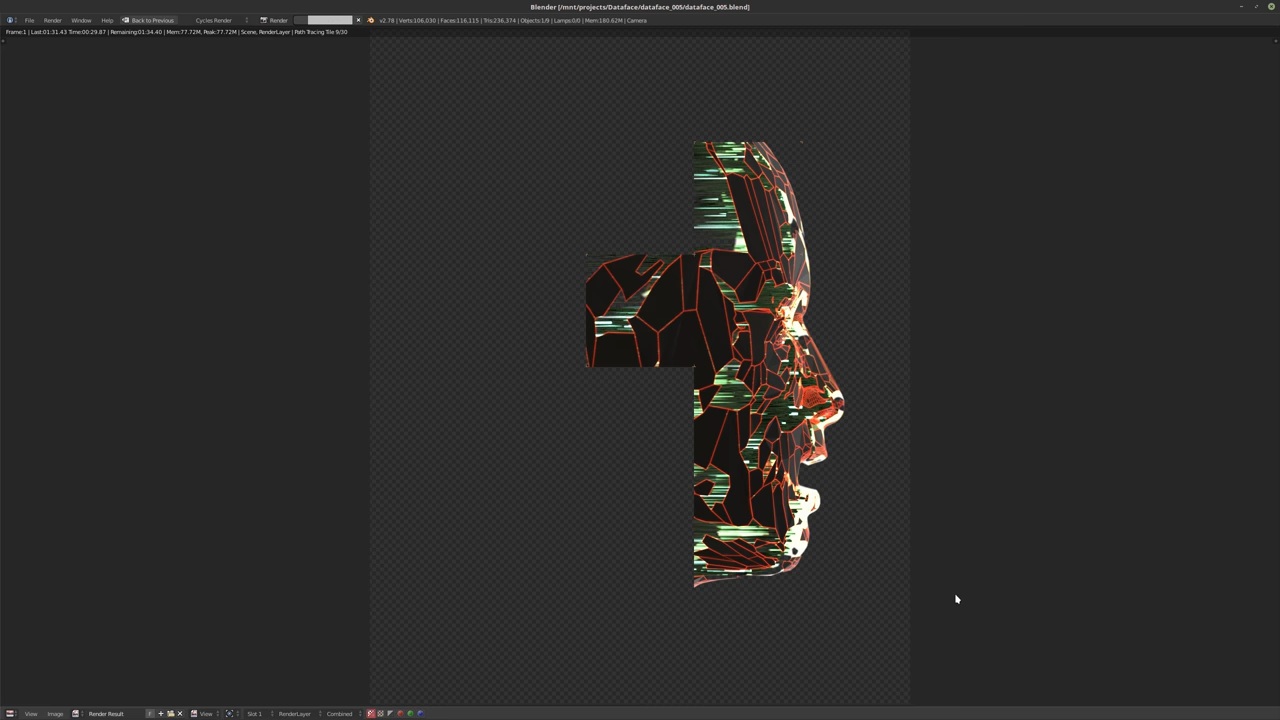 Blender [/mnt/projects/Dataface/dataface_005/dataface_005.blend]
File Render Window Help Back to Previous Cycles Render Render v2.78 | Verts:106,030 | Faces:116,115 | Tris:236,374 | Objects:1/9 | Lamps:0/0 | Mem:180.62M | Camera
Frame:1 | Last:01:31.43 Time:00:29.87 | Remaining:01:34.40 | Mem:77.72M, Peak:77.72M | Scene, RenderLayer | Path Tracing Tile 9/30
View Image Render Result F View Slot 1 RenderLayer Combined